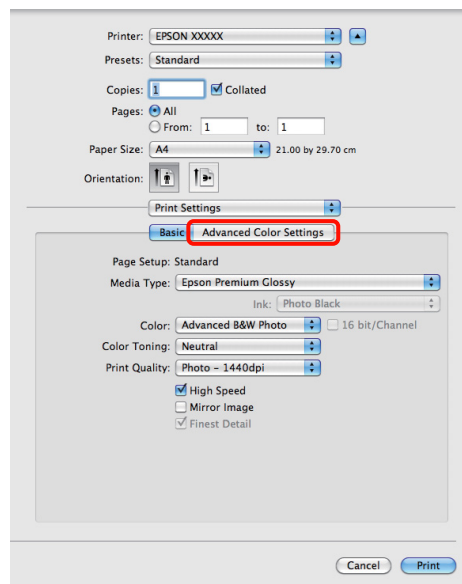 Printer: EPSON XXXXX
Presets: Standard
Copies: 1 Collated
Pages: All
From: 1 to: 1
Paper Size: A4 21.00 by 29.70 cm
Orientation:
Print Settings
Basic Advanced Color Settings
Page Setup: Standard
Media Type: Epson Premium Glossy
Ink: Photo Black
Color: Advanced B&W Photo 16 bit/Channel
Color Toning: Neutral
Print Quality: Photo - 1440dpi
High Speed
Mirror Image
Finest Detail
Cancel Print